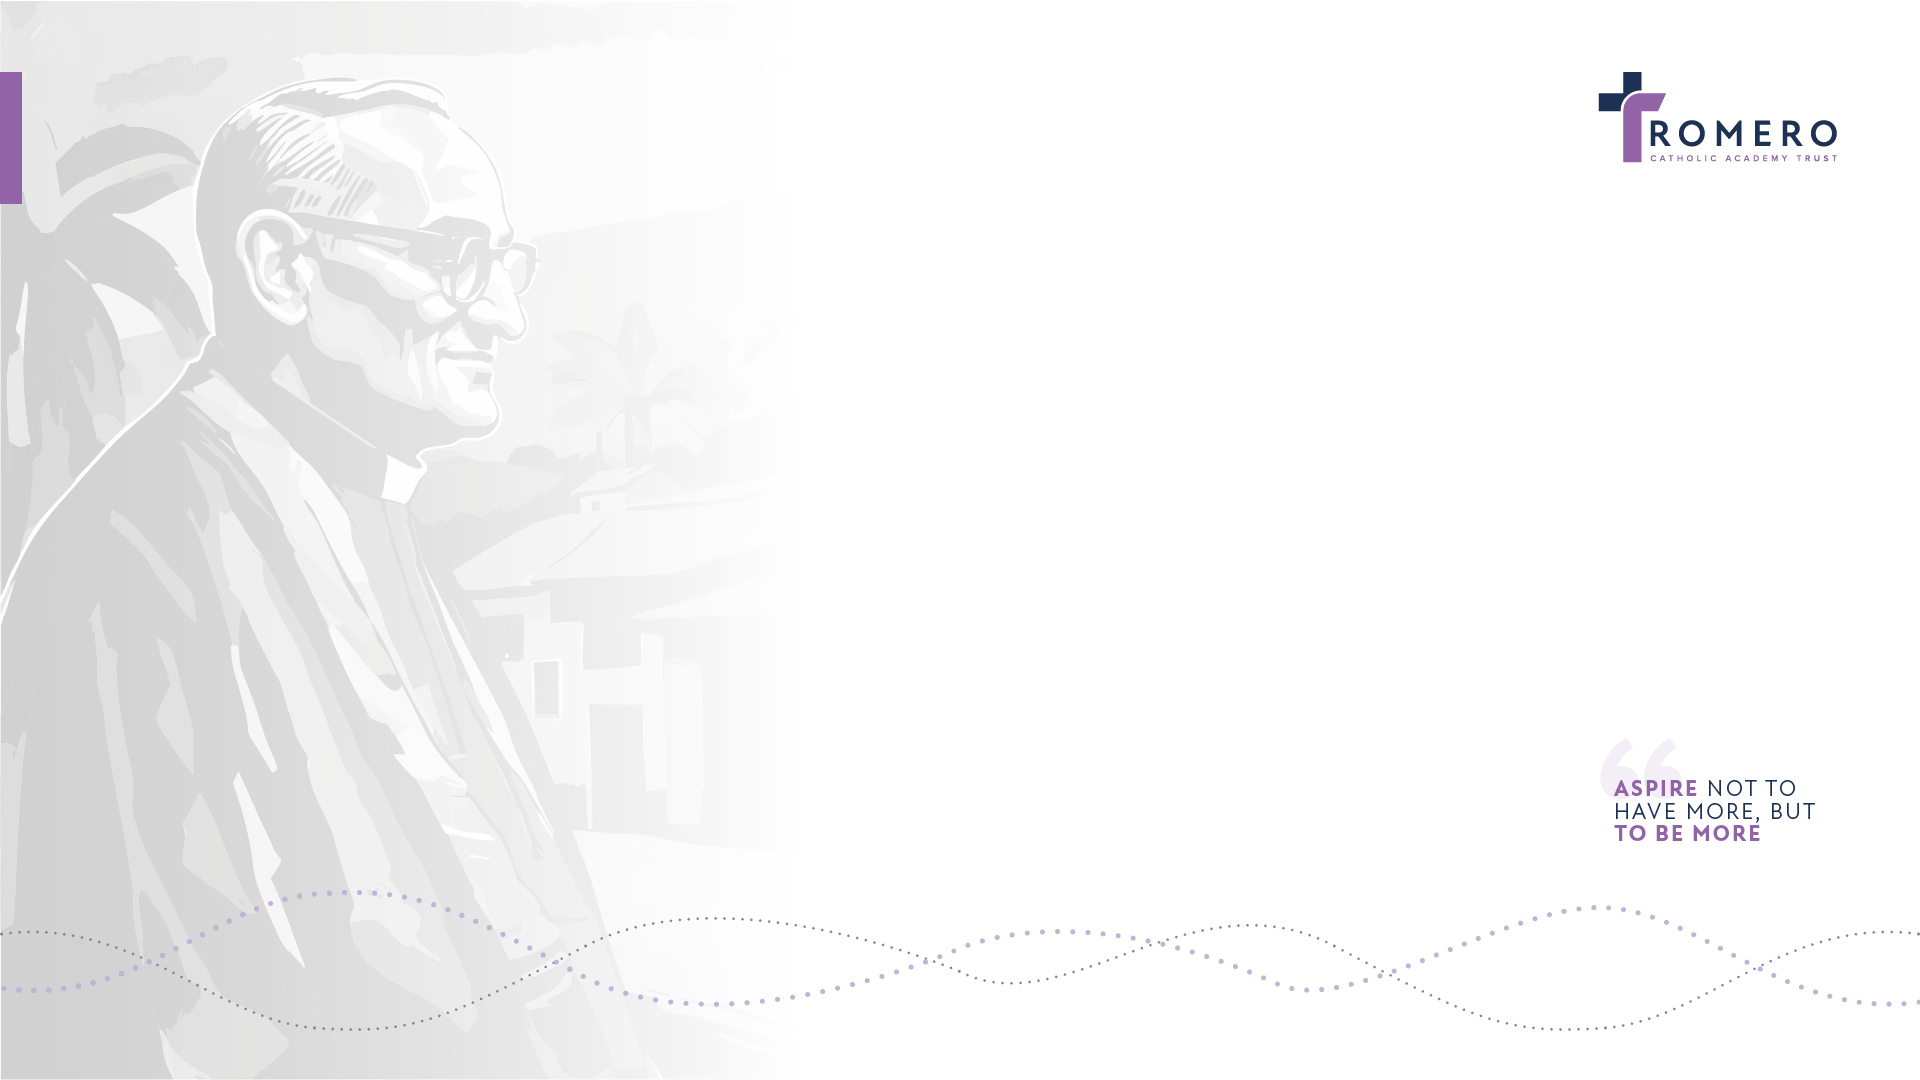 ROMERO
CATHOLIC ACADEMY TRUST
“
ASPIRE NOT TO
HAVE MORE, BUT
TO BE MORE